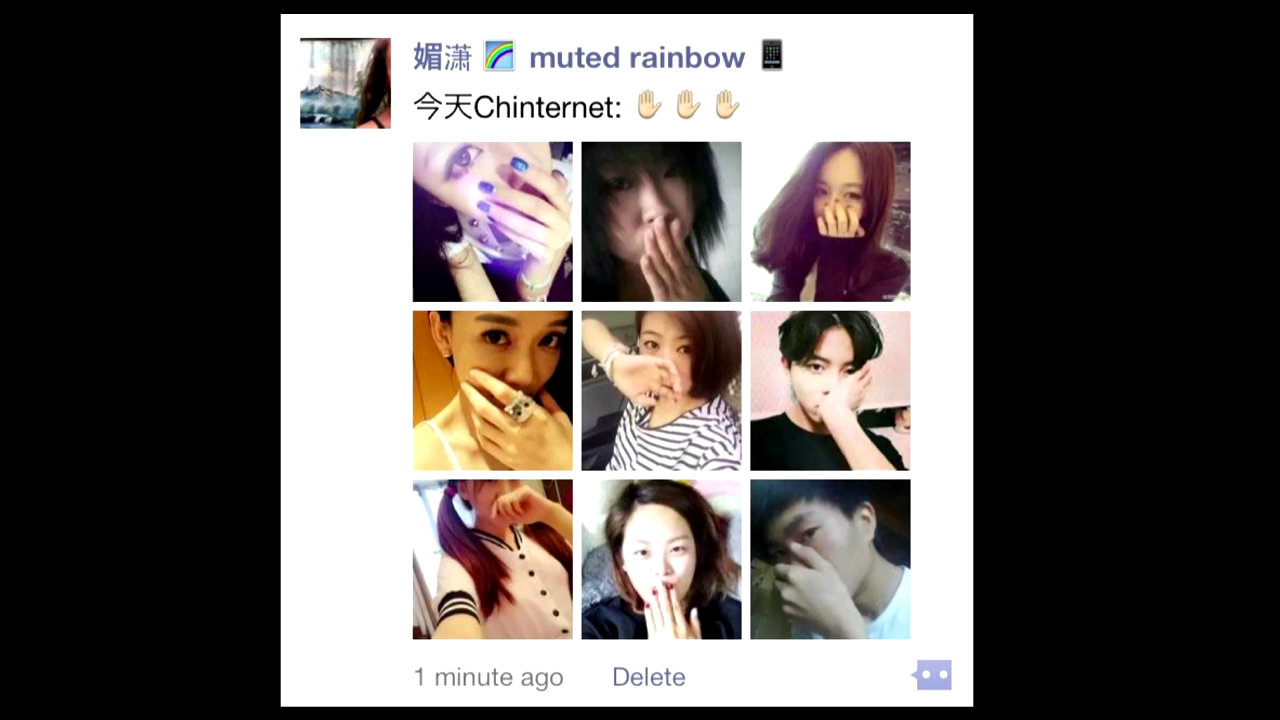 媚潇 🌈 muted rainbow 📱
今天Chinternet: ✋ ✋ ✋
1 minute ago Delete